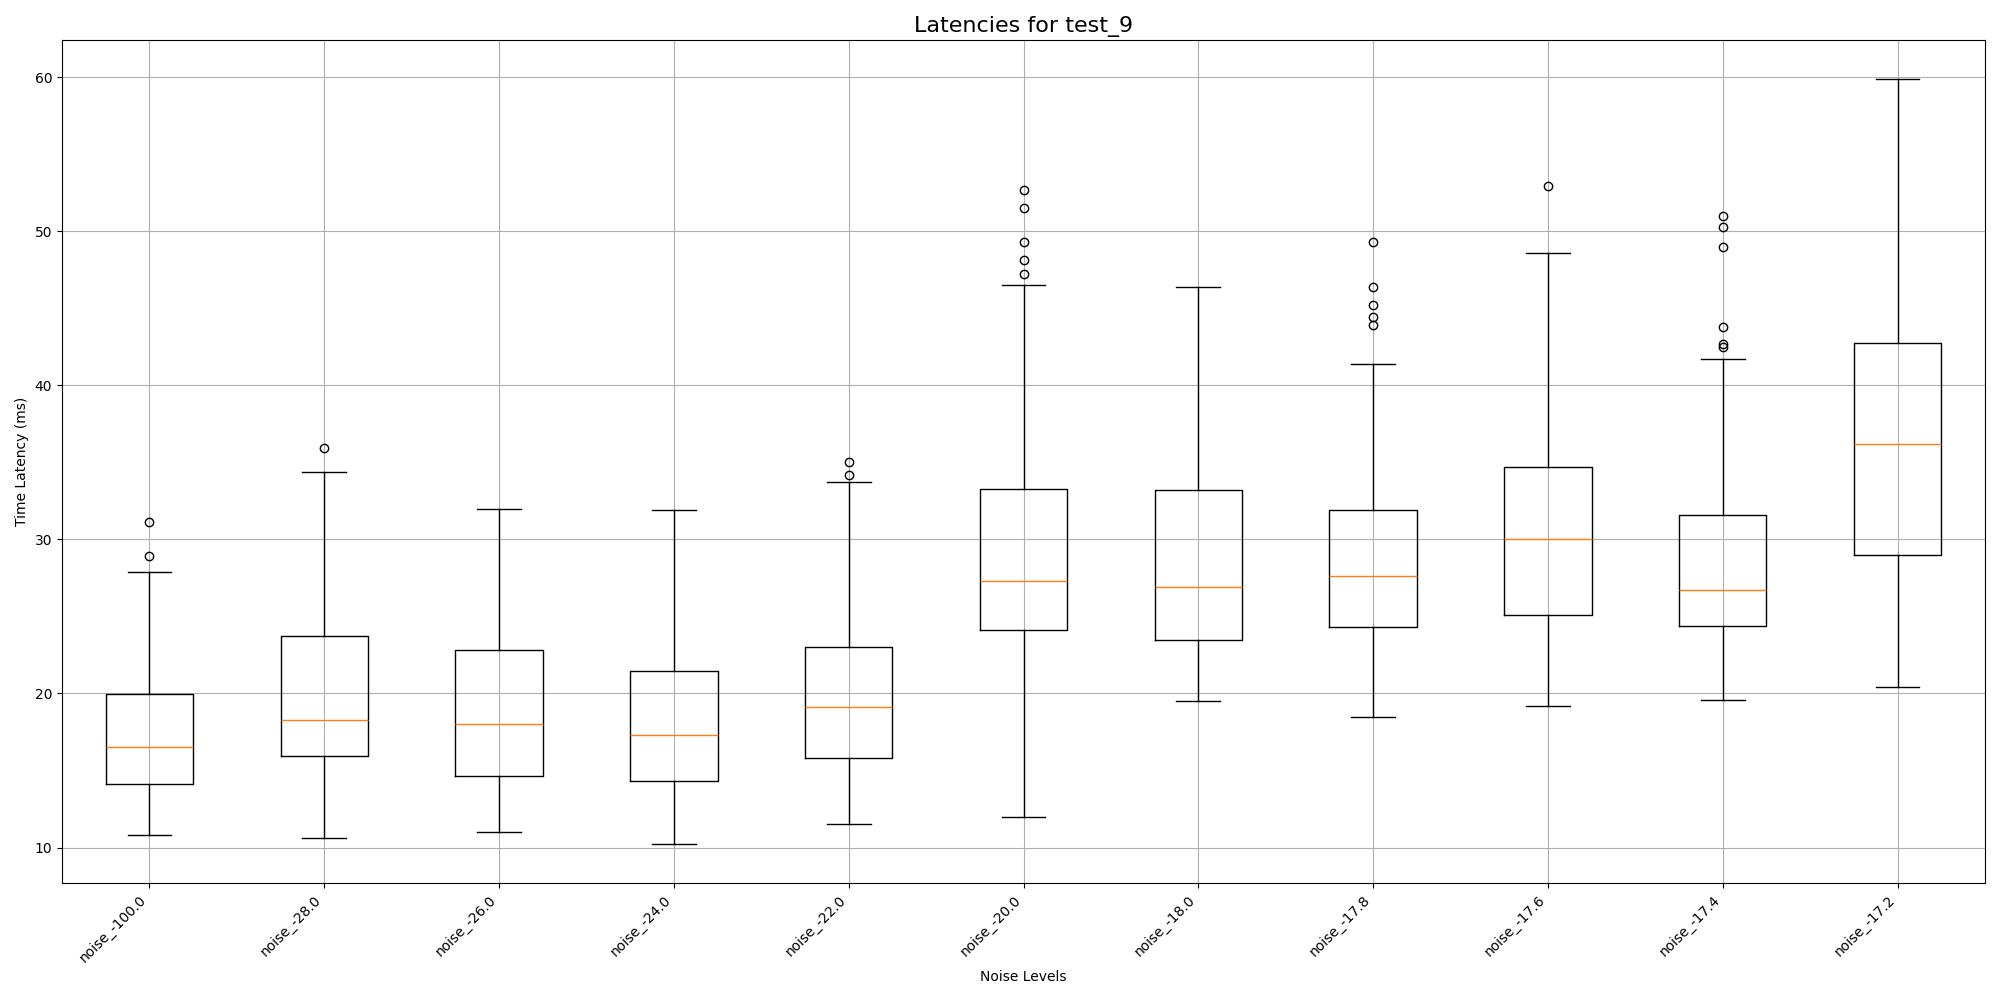 Latencies for test_9
60
50
40
30
20
10
Time Latency (ms)
noise_-100.0
noise_-28.0
noise_-26.0
noise_-24.0
noise_-22.0
noise_-20.0
noise_-18.0
noise_-17.8
noise_-17.6
noise_-17.4
noise_-17.2
Noise Levels